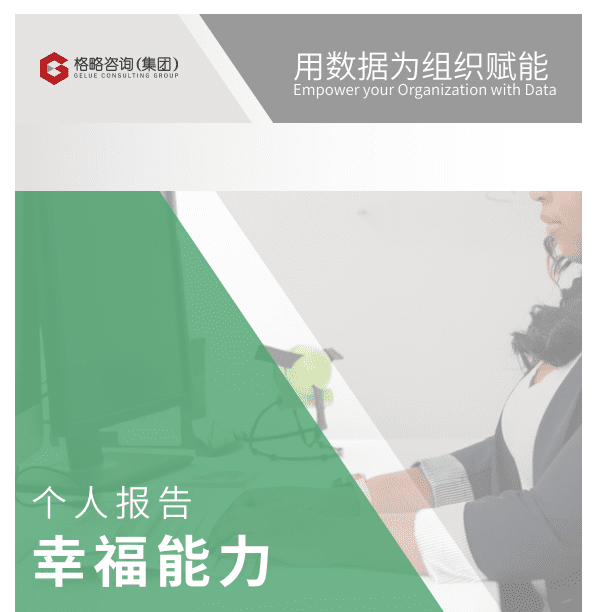 格略咨询(集团)
GELUE CONSULTING GROUP
用数据为组织赋能
Empower your Organization with Data
个人报告
幸福能力